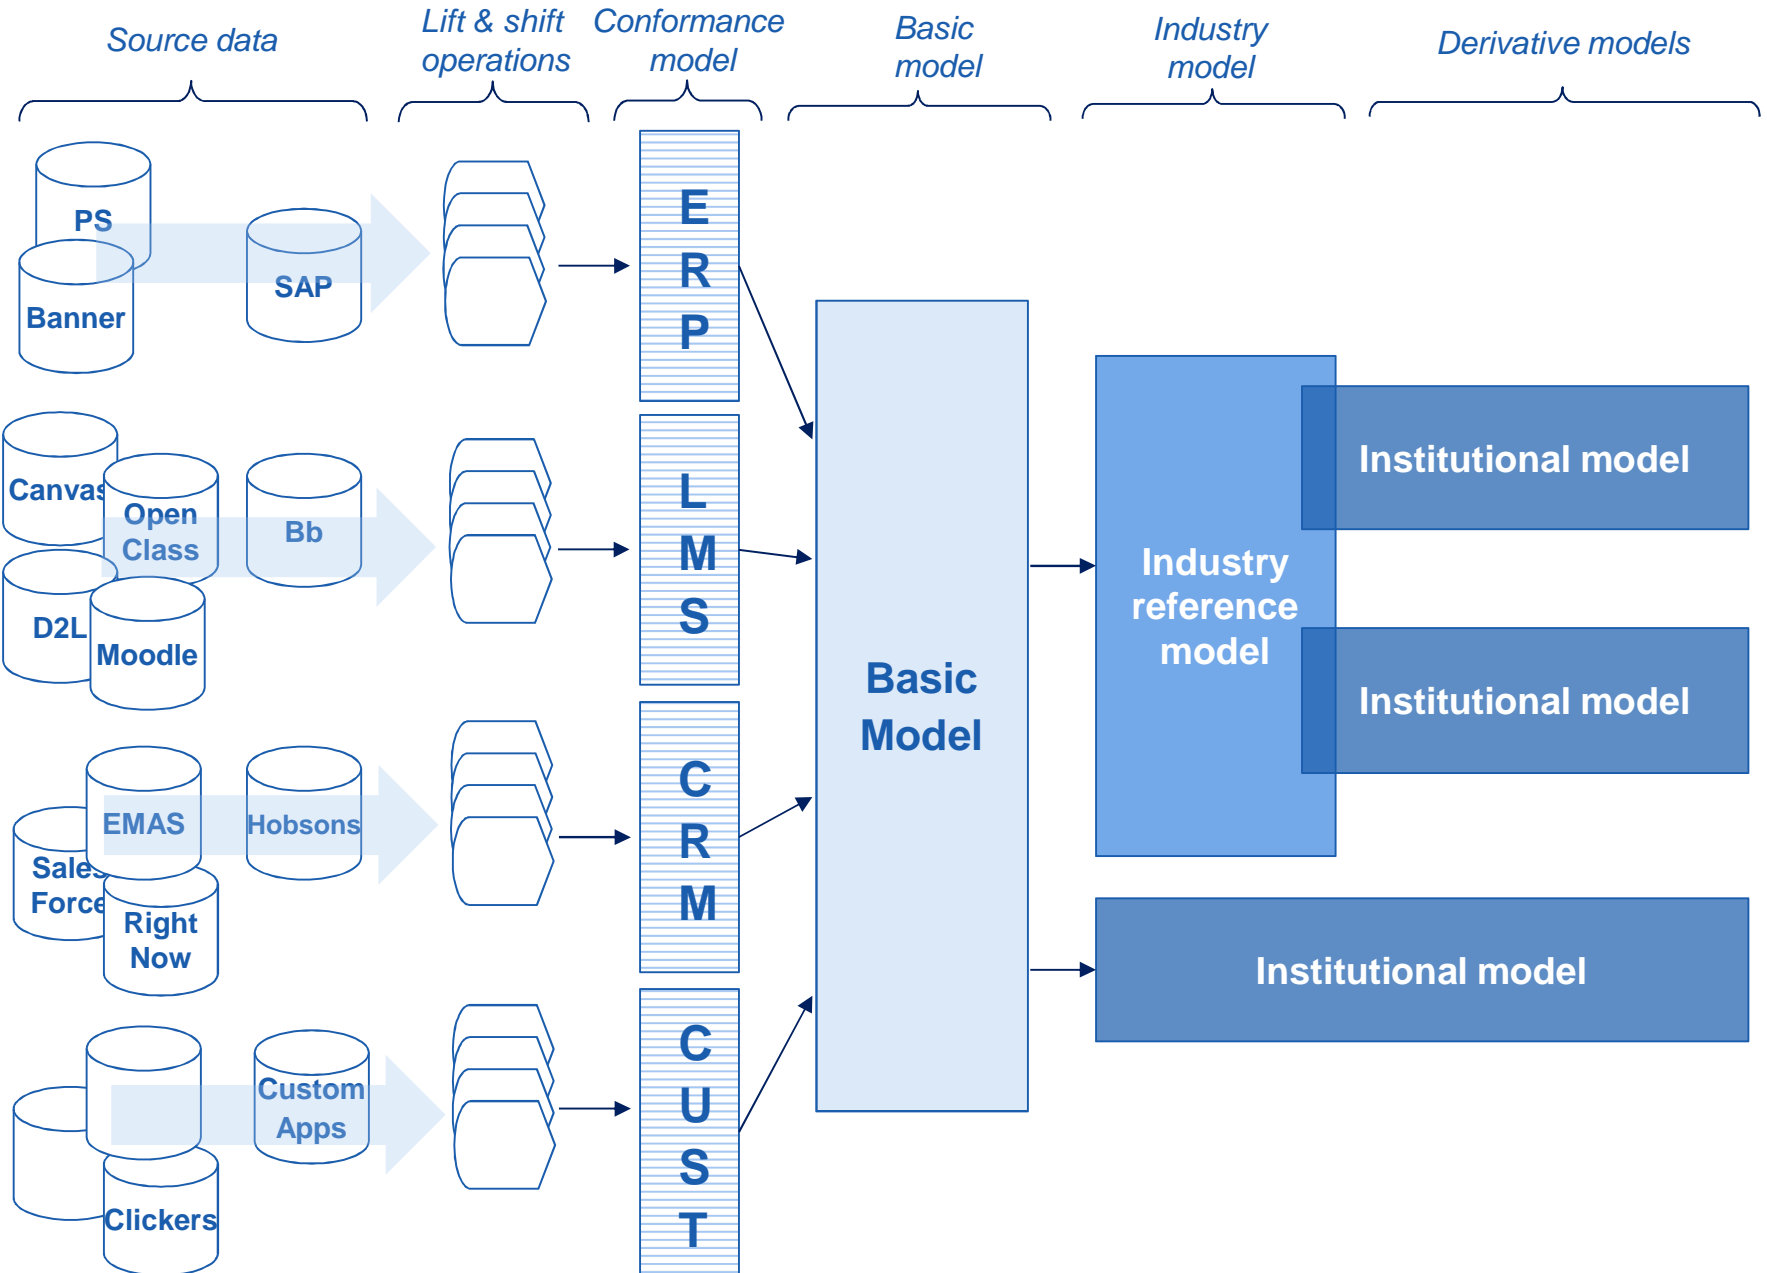 Source data
Lift & shift
operations
Conformance
model
Basic
model
Industry
model
Derivative models
PS
Banner
SAP
E
R
P
Canvas
Open
Class
Bb
D2L
Moodle
L
M
S
EMAS
Hobsons
Sales
Force
Right
Now
C
R
M
Custom
Apps
Clickers
C
U
S
T
Basic
Model
Industry
reference
model
Institutional model
Institutional model
Institutional model